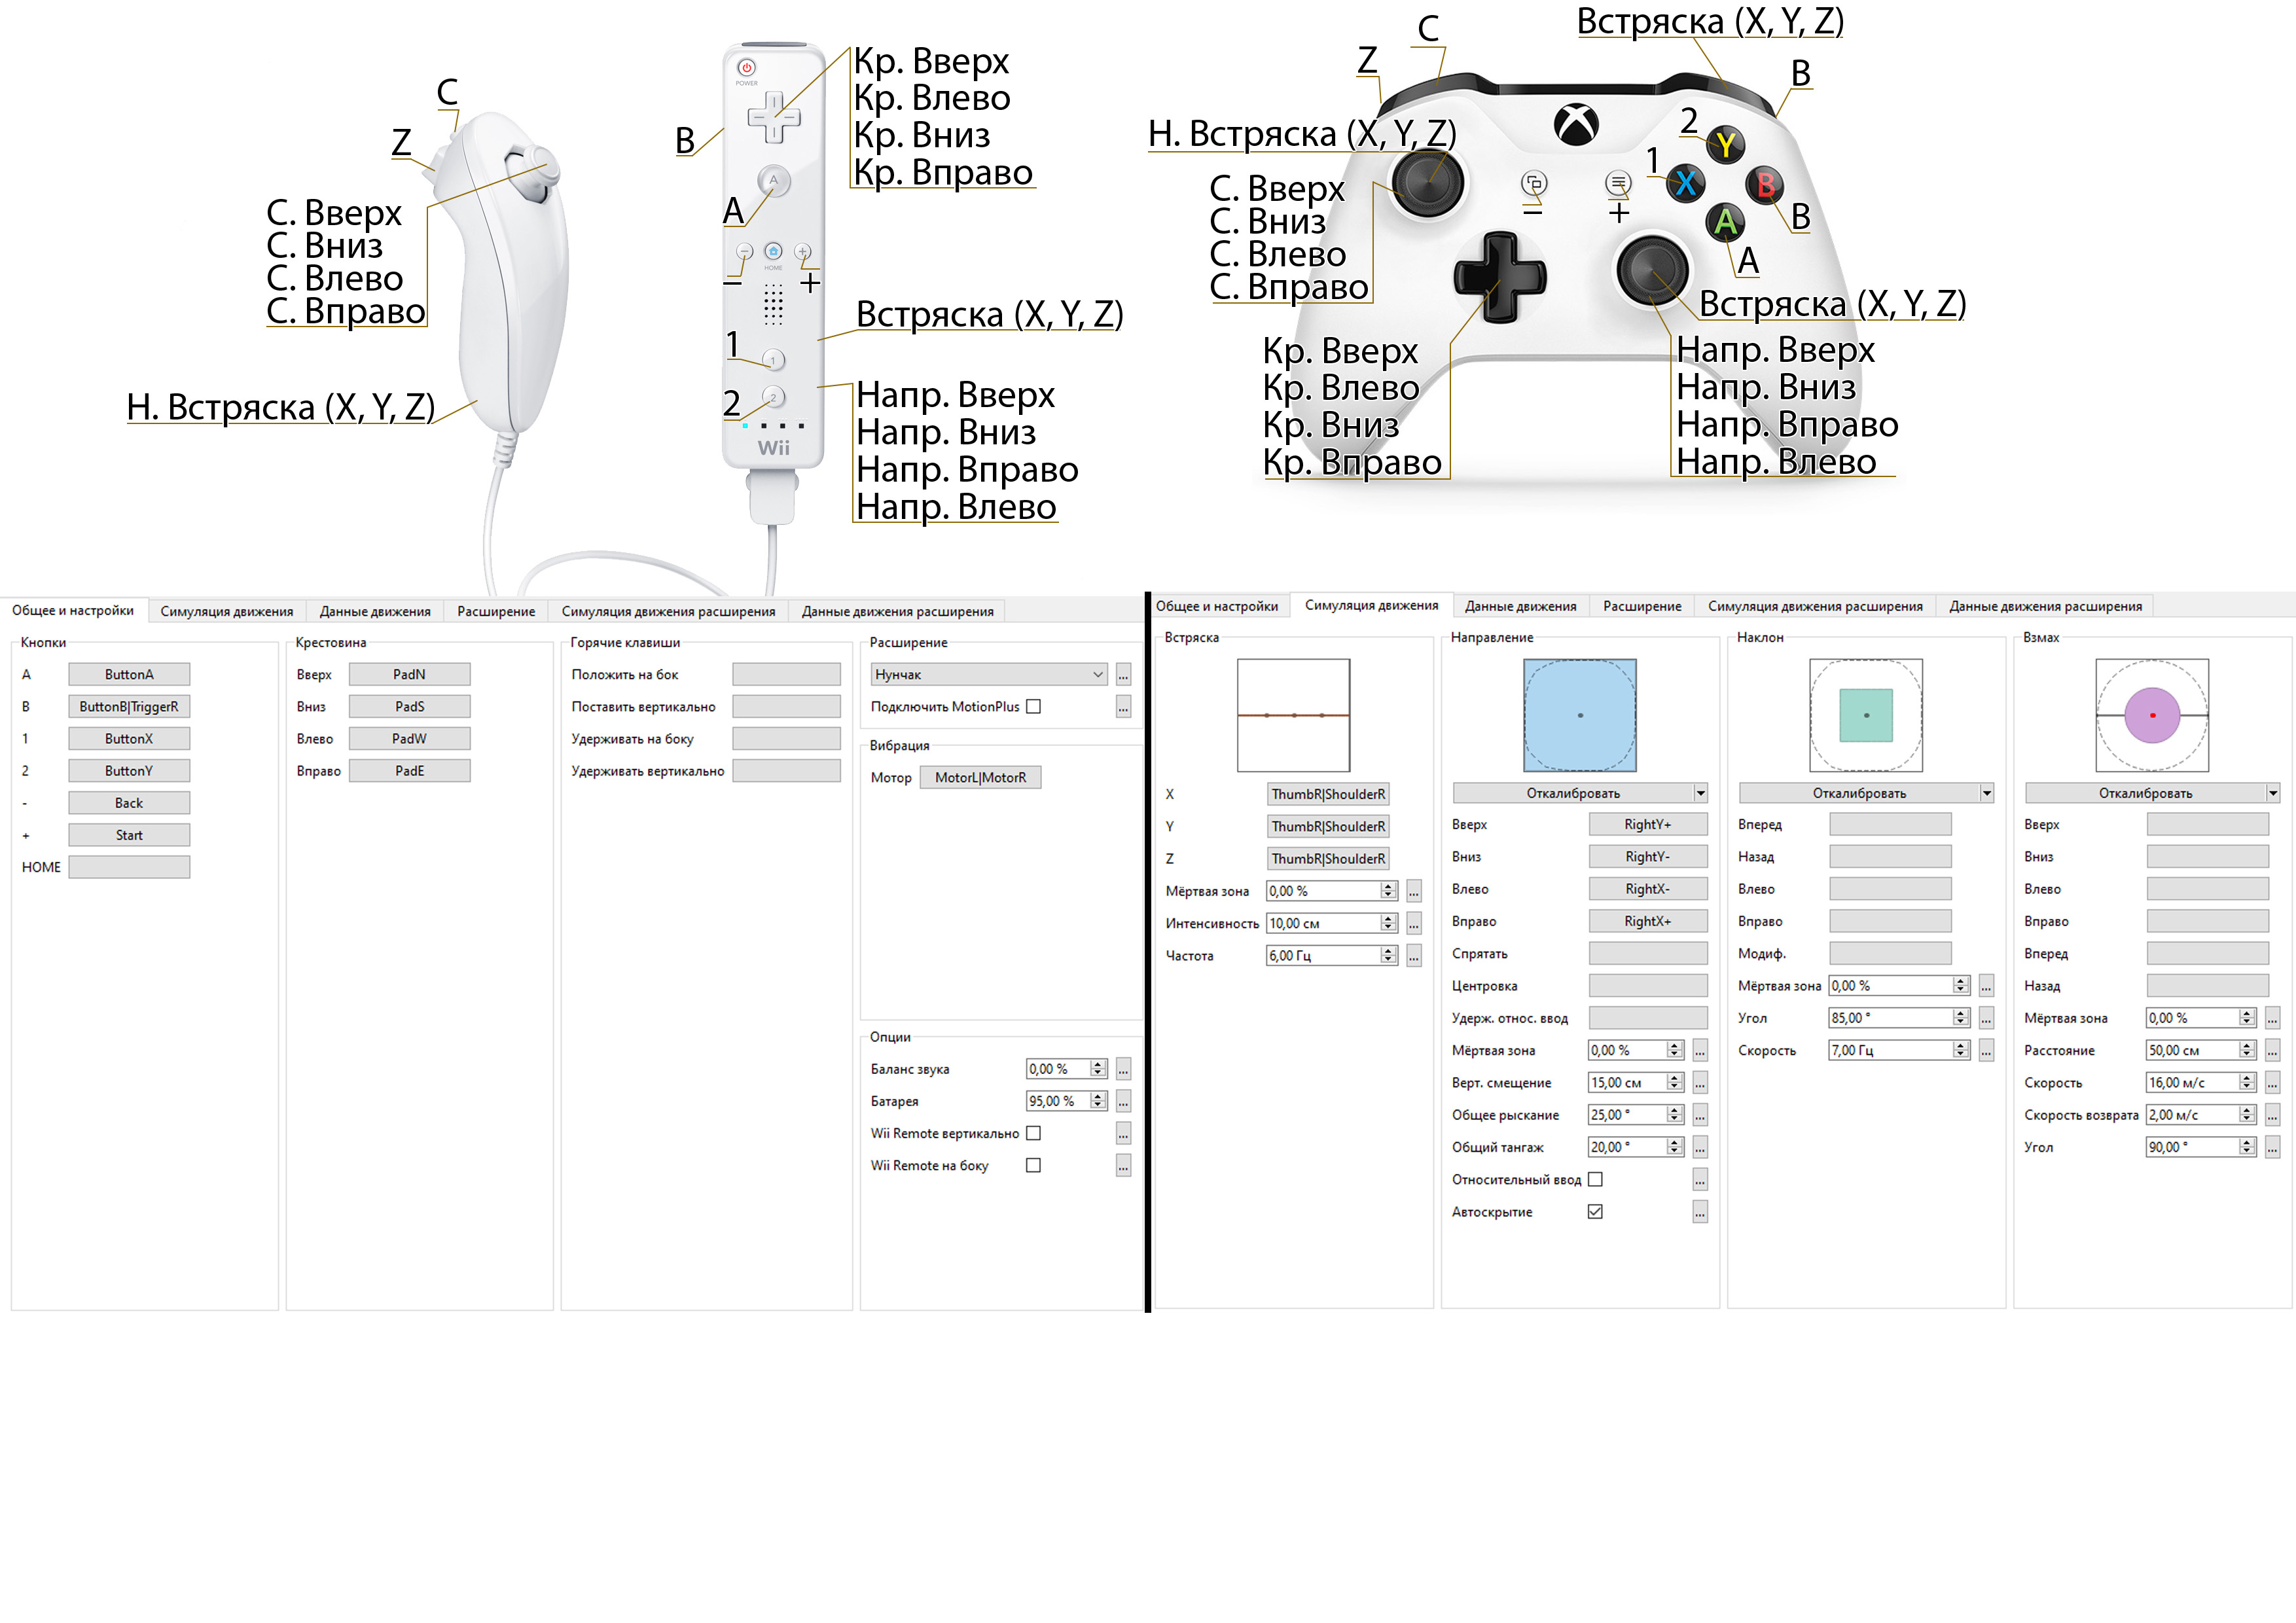 C
Z
С. Вверх
С. Вниз
С. Влево
С. Вправо
Н. Встряска (X, Y, Z)
POWER
B
A
A
Кр. Вверх
Кр. Влево
Кр. Вниз
Кр. Вправо
−
HOME
+
Встряска (X, Y, Z)
1
1
2
2
Wii
Напр. Вверх
Напр. Вниз
Напр. Вправо
Напр. Влево
Встряска (X, Y, Z)
C
Z
B
Н. Встряска (X, Y, Z)
2
Y
1
X
B
B
A
A
−
+
С. Вверх
С. Вниз
С. Влево
С. Вправо
Встряска (X, Y, Z)
Кр. Вверх
Кр. Влево
Кр. Вниз
Кр. Вправо
Напр. Вверх
Напр. Вниз
Напр. Вправо
Напр. Влево
Общее и настройки Симуляция движения Данные движения Расширение Симуляция движения расширения Данные движения расширения
Кнопки
A ButtonA
B ButtonB|TriggerR
1 ButtonX
2 ButtonY
- Back
+ Start
HOME
Крестовина
Вверх PadN
Вниз PadS
Влево PadW
Вправо PadE
Горячие клавиши
Положить на бок
Поставить вертикально
Удерживать на боку
Удерживать вертикально
Расширение
Нунчак ...
Подключить MotionPlus ...
Вибрация
Мотор MotorL|MotorR
Опции
Баланс звука 0,00 % ...
Батарея 95,00 % ...
Wii Remote вертикально ...
Wii Remote на боку ...
Общее и настройки Симуляция движения Данные движения Расширение Симуляция движения расширения Данные движения расширения
Встряска
X ThumbR|ShoulderR
Y ThumbR|ShoulderR
Z ThumbR|ShoulderR
Мёртвая зона 0,00 % ...
Интенсивность 10,00 см ...
Частота 6,00 Гц ...
Направление
Откалибровать
Вверх RightY+
Вниз RightY-
Влево RightX-
Вправо RightX+
Спрятать
Центровка
Удерж. относ. ввод
Мёртвая зона 0,00 % ...
Верт. смещение 15,00 см ...
Общее рыскание 25,00 ° ...
Общий тангаж 20,00 ° ...
Относительный ввод ...
Автоскрытие ...
Наклон
Откалибровать
Вперед
Назад
Влево
Вправо
Модиф.
Мёртвая зона 0,00 % ...
Угол 85,00 ° ...
Скорость 7,00 Гц ...
Взмах
Откалибровать
Вверх
Вниз
Влево
Вправо
Вперед
Назад
Мёртвая зона 0,00 % ...
Расстояние 50,00 см ...
Скорость 16,00 м/с ...
Скорость возврата 2,00 м/с ...
Угол 90,00 ° ...